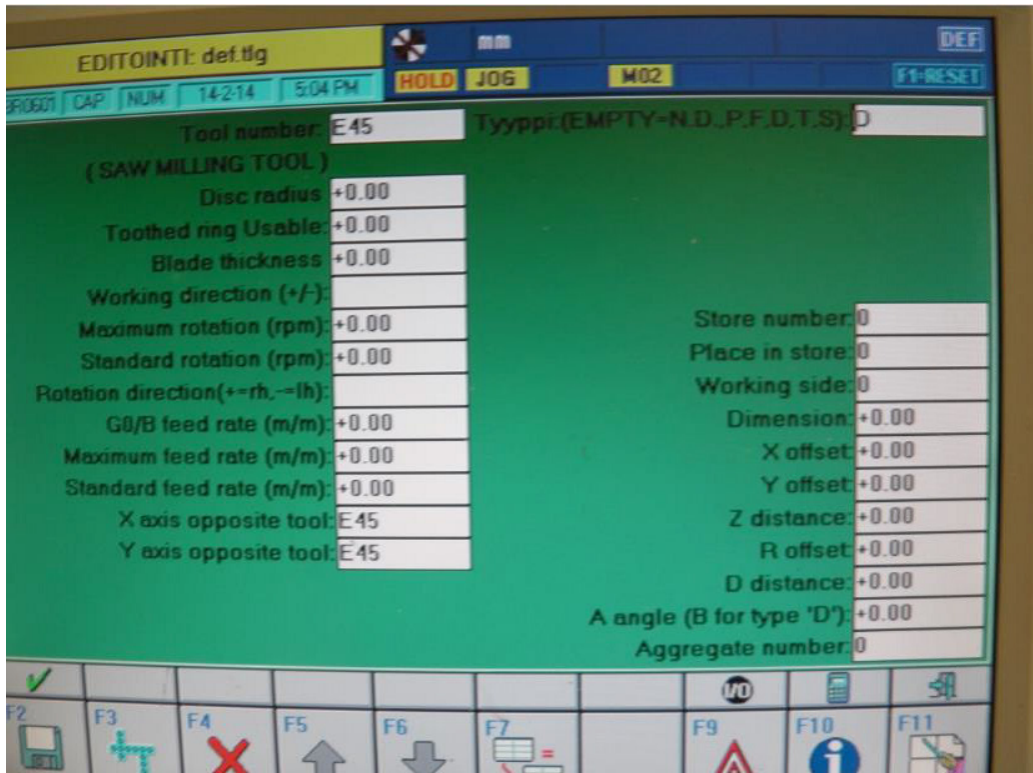 EDITOINTI: def.tlg
mm
DEF
CAP NUM 14-2-14 5:04 PM HOLD JOG M02 F1=RESET
Tool number: E45 Tyyppi:(EMPTY=N.D.,P,F,D,T,S): D
( SAW MILLING TOOL )
Disc radius +0.00
Toothed ring Usable: +0.00
Blade thickness +0.00
Working direction (+/-):
Maximum rotation (rpm): +0.00 Store number: 0
Standard rotation (rpm): +0.00 Place in store: 0
Rotation direction(+=rh,-=lh): Working side: 0
G0/B feed rate (m/m): +0.00 Dimension: +0.00
Maximum feed rate (m/m): +0.00 X offset: +0.00
Standard feed rate (m/m): +0.00 Y offset: +0.00
X axis opposite tool: E45 Z distance: +0.00
Y axis opposite tool: E45 R offset: +0.00
D distance: +0.00
A angle (B for type 'D'): +0.00
Aggregate number: 0
I/O
F2 F3 F4 F5 F6 F7 F9 F10 F11